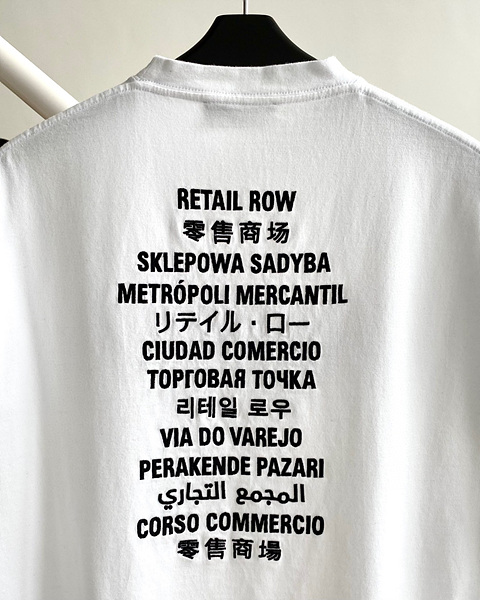 RETAIL ROW
零售商场
SKLEPOWA SADYBA
METRÓPOLI MERCANTIL
リテイル・ロー
CIUDAD COMERCIO
ТОРГОВАЯ ТОЧКА
리테일 로우
VIA DO VAREJO
PERAKENDE PAZARI
المجمع التجاري
CORSO COMMERCIO
零售商場